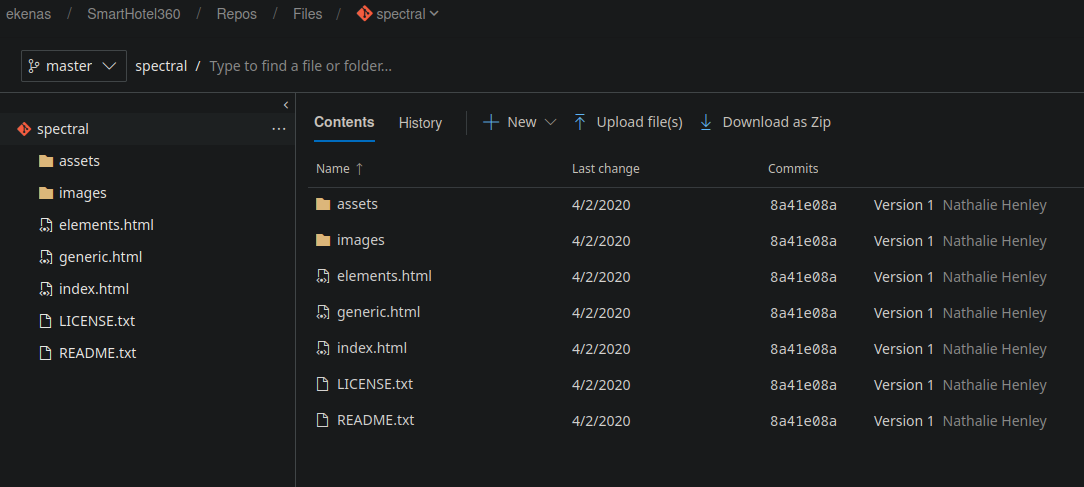 ekenas / SmartHotel360 / Repos / Files / spectral
master spectral / Type to find a file or folder...
spectral ...
assets
images
elements.html
generic.html
index.html
LICENSE.txt
README.txt
Contents History New Upload file(s) Download as Zip
Name ↑ Last change Commits
assets 4/2/2020 8a41e08a Version 1 Nathalie Henley
images 4/2/2020 8a41e08a Version 1 Nathalie Henley
elements.html 4/2/2020 8a41e08a Version 1 Nathalie Henley
generic.html 4/2/2020 8a41e08a Version 1 Nathalie Henley
index.html 4/2/2020 8a41e08a Version 1 Nathalie Henley
LICENSE.txt 4/2/2020 8a41e08a Version 1 Nathalie Henley
README.txt 4/2/2020 8a41e08a Version 1 Nathalie Henley